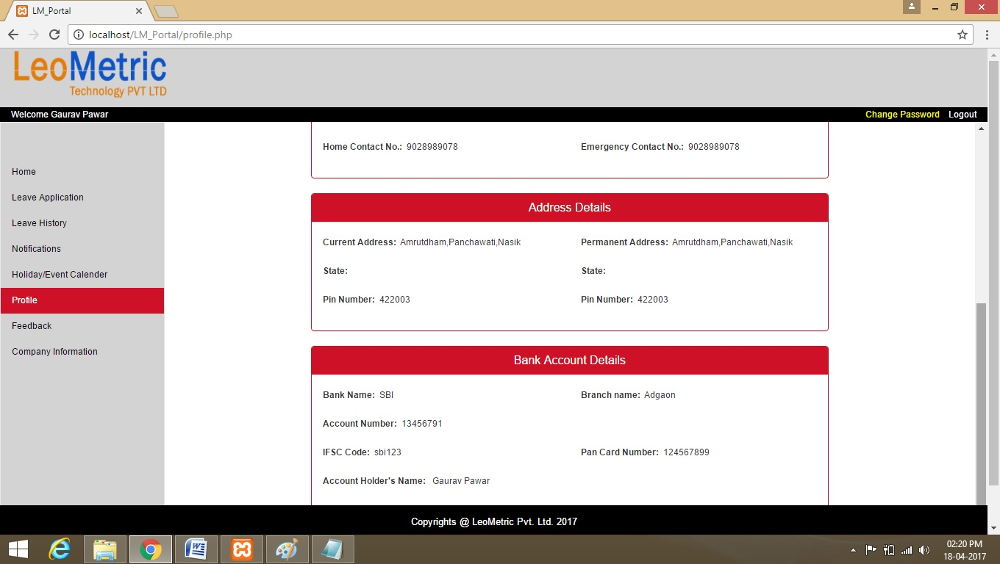 LM_Portal
localhost/LM_Portal/profile.php
LeoMetric
Technology PVT LTD
Welcome Gaurav Pawar
Change Password Logout
Home
Leave Application
Leave History
Notifications
Holiday/Event Calender
Profile
Feedback
Company Information
Home Contact No.: 9028989078 Emergency Contact No.: 9028989078
Address Details
Current Address: Amrutdham,Panchawati,Nasik Permanent Address: Amrutdham,Panchawati,Nasik
State: State:
Pin Number: 422003 Pin Number: 422003
Bank Account Details
Bank Name: SBI Branch name: Adgaon
Account Number: 13456791
IFSC Code: sbi123 Pan Card Number: 124567899
Account Holder's Name: Gaurav Pawar
Copyrights @ LeoMetric Pvt. Ltd. 2017
02:20 PM
18-04-2017